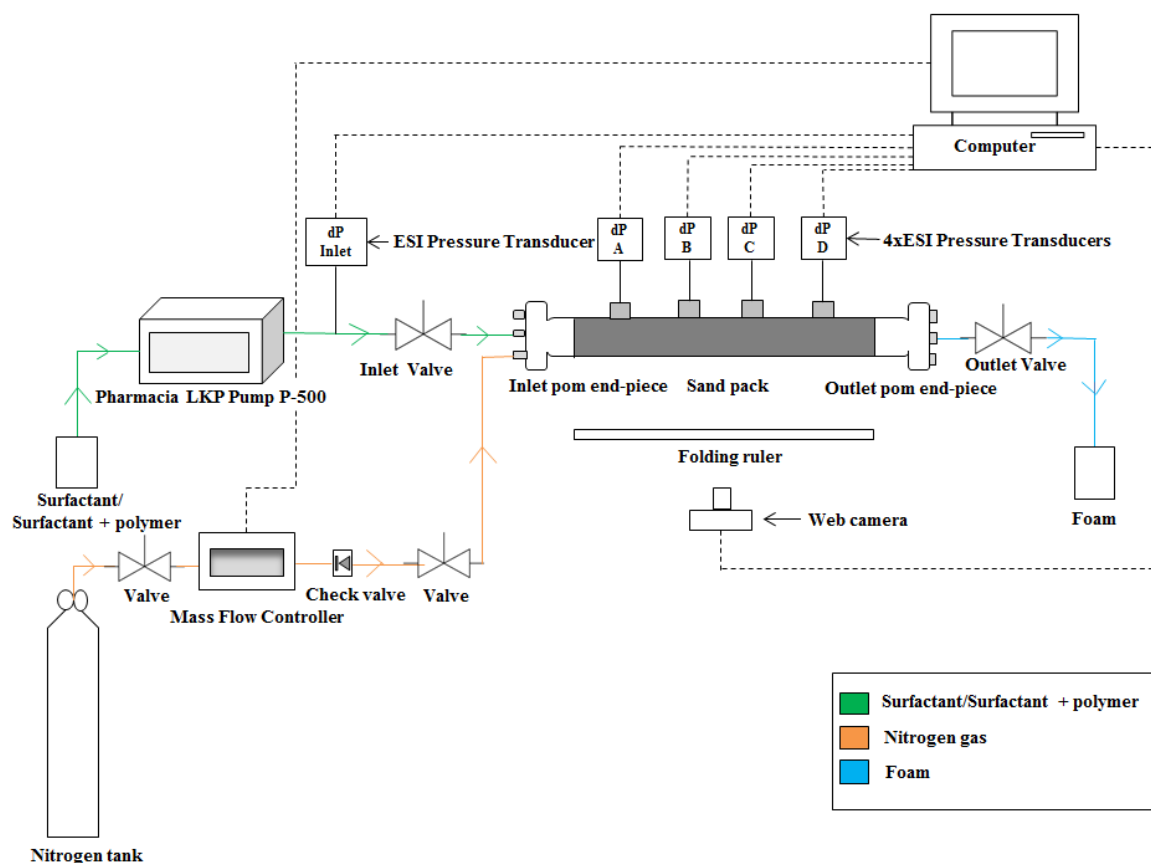 Computer
dP
Inlet
ESI Pressure Transducer
dP
A
dP
B
dP
C
dP
D
4xESI Pressure Transducers
Inlet Valve
Outlet Valve
Pharmacia LKP Pump P-500
Inlet pom end-piece
Sand pack
Outlet pom end-piece
Folding ruler
Surfactant/
Surfactant + polymer
Web camera
Foam
Valve
Check valve
Valve
Mass Flow Controller
Surfactant/Surfactant + polymer
Nitrogen gas
Foam
Nitrogen tank